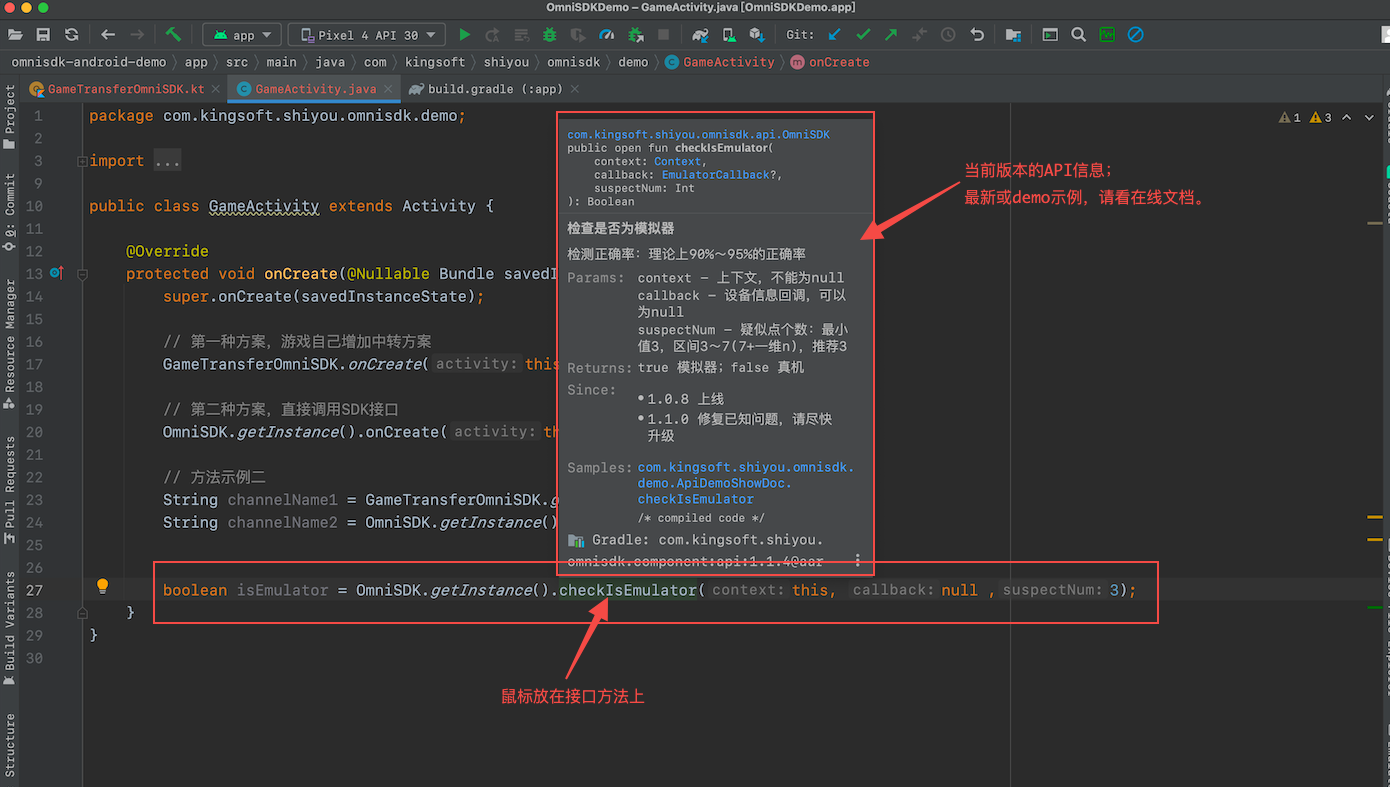 OmniSDKDemo – GameActivity.java [OmniSDKDemo.app]
app
Pixel 4 API 30
Git:
omnisdk-android-demo
app
src
main
java
com
kingsoft
shiyou
omnisdk
demo
GameActivity
onCreate
GameTransferOmniSDK.kt
GameActivity.java
build.gradle (:app)
Project
Commit
Resource Manager
Pull Requests
Build Variants
Structure
1
3
1 package com.kingsoft.shiyou.omnisdk.demo;
2
3 import ...
9
10 public class GameActivity extends Activity {
11
12 @Override
13 protected void onCreate(@Nullable Bundle savedI
14 super.onCreate(savedInstanceState);
15
16 // 第一种方案，游戏自己增加中转方案
17 GameTransferOmniSDK.onCreate( activity: this
18
19 // 第二种方案，直接调用SDK接口
20 OmniSDK.getInstance().onCreate( activity: th
21
22 // 方法示例二
23 String channelName1 = GameTransferOmniSDK.g
24 String channelName2 = OmniSDK.getInstance()
25
26
27 boolean isEmulator = OmniSDK.getInstance().checkIsEmulator( context: this, callback: null , suspectNum: 3);
28 }
29 }
30
com.kingsoft.shiyou.omnisdk.api.OmniSDK
public open fun checkIsEmulator(
context: Context,
callback: EmulatorCallback?,
suspectNum: Int
): Boolean
检查是否为模拟器
检测正确率：理论上90%～95%的正确率
Params: context – 上下文，不能为null
callback – 设备信息回调，可以
为null
suspectNum – 疑似点个数：最小
值3，区间3～7(7+一维n)，推荐3
Returns: true 模拟器；false 真机
Since:
•1.0.8 上线
•1.1.0 修复已知问题，请尽快
升级
Samples: com.kingsoft.shiyou.omnisdk.
demo.ApiDemoShowDoc.
checkIsEmulator
/* compiled code */
Gradle: com.kingsoft.shiyou.
omnisdk.component:api:1.1.4@aar
当前版本的API信息；
最新或demo示例，请看在线文档。
鼠标放在接口方法上